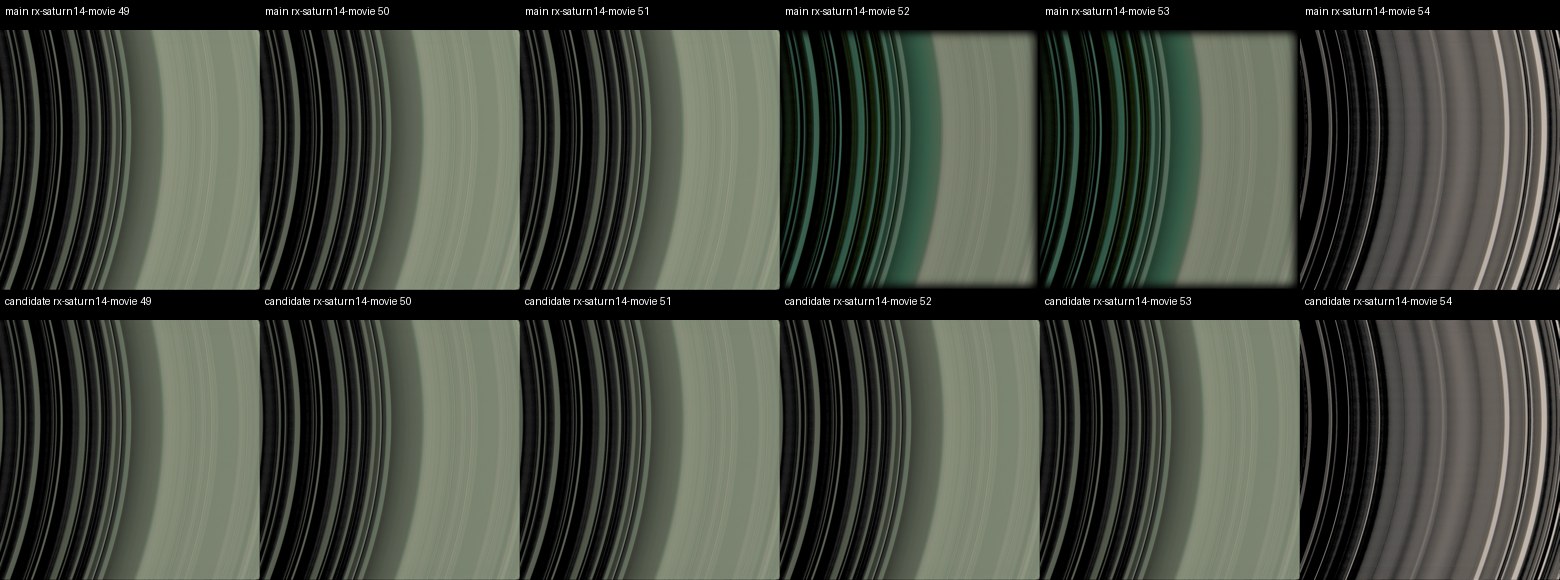 main rx-saturn14-movie 49
main rx-saturn14-movie 50
main rx-saturn14-movie 51
main rx-saturn14-movie 52
main rx-saturn14-movie 53
main rx-saturn14-movie 54
candidate rx-saturn14-movie 49
candidate rx-saturn14-movie 50
candidate rx-saturn14-movie 51
candidate rx-saturn14-movie 52
candidate rx-saturn14-movie 53
candidate rx-saturn14-movie 54